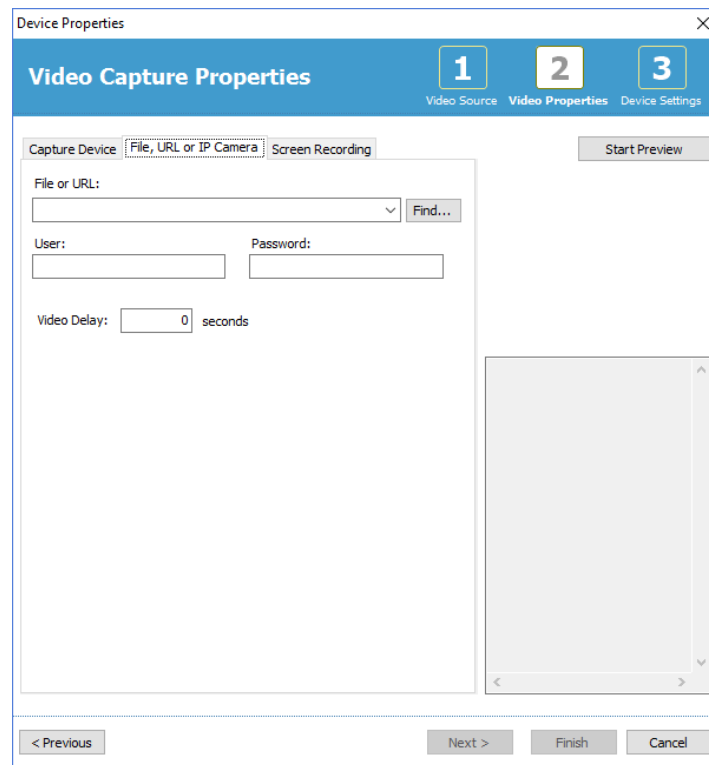 Device Properties
Video Capture Properties
1 2 3
Video Source Video Properties Device Settings
Capture Device File, URL or IP Camera Screen Recording
Start Preview
File or URL:
Find...
User: Password:
Video Delay: 0 seconds
< Previous Next > Finish Cancel